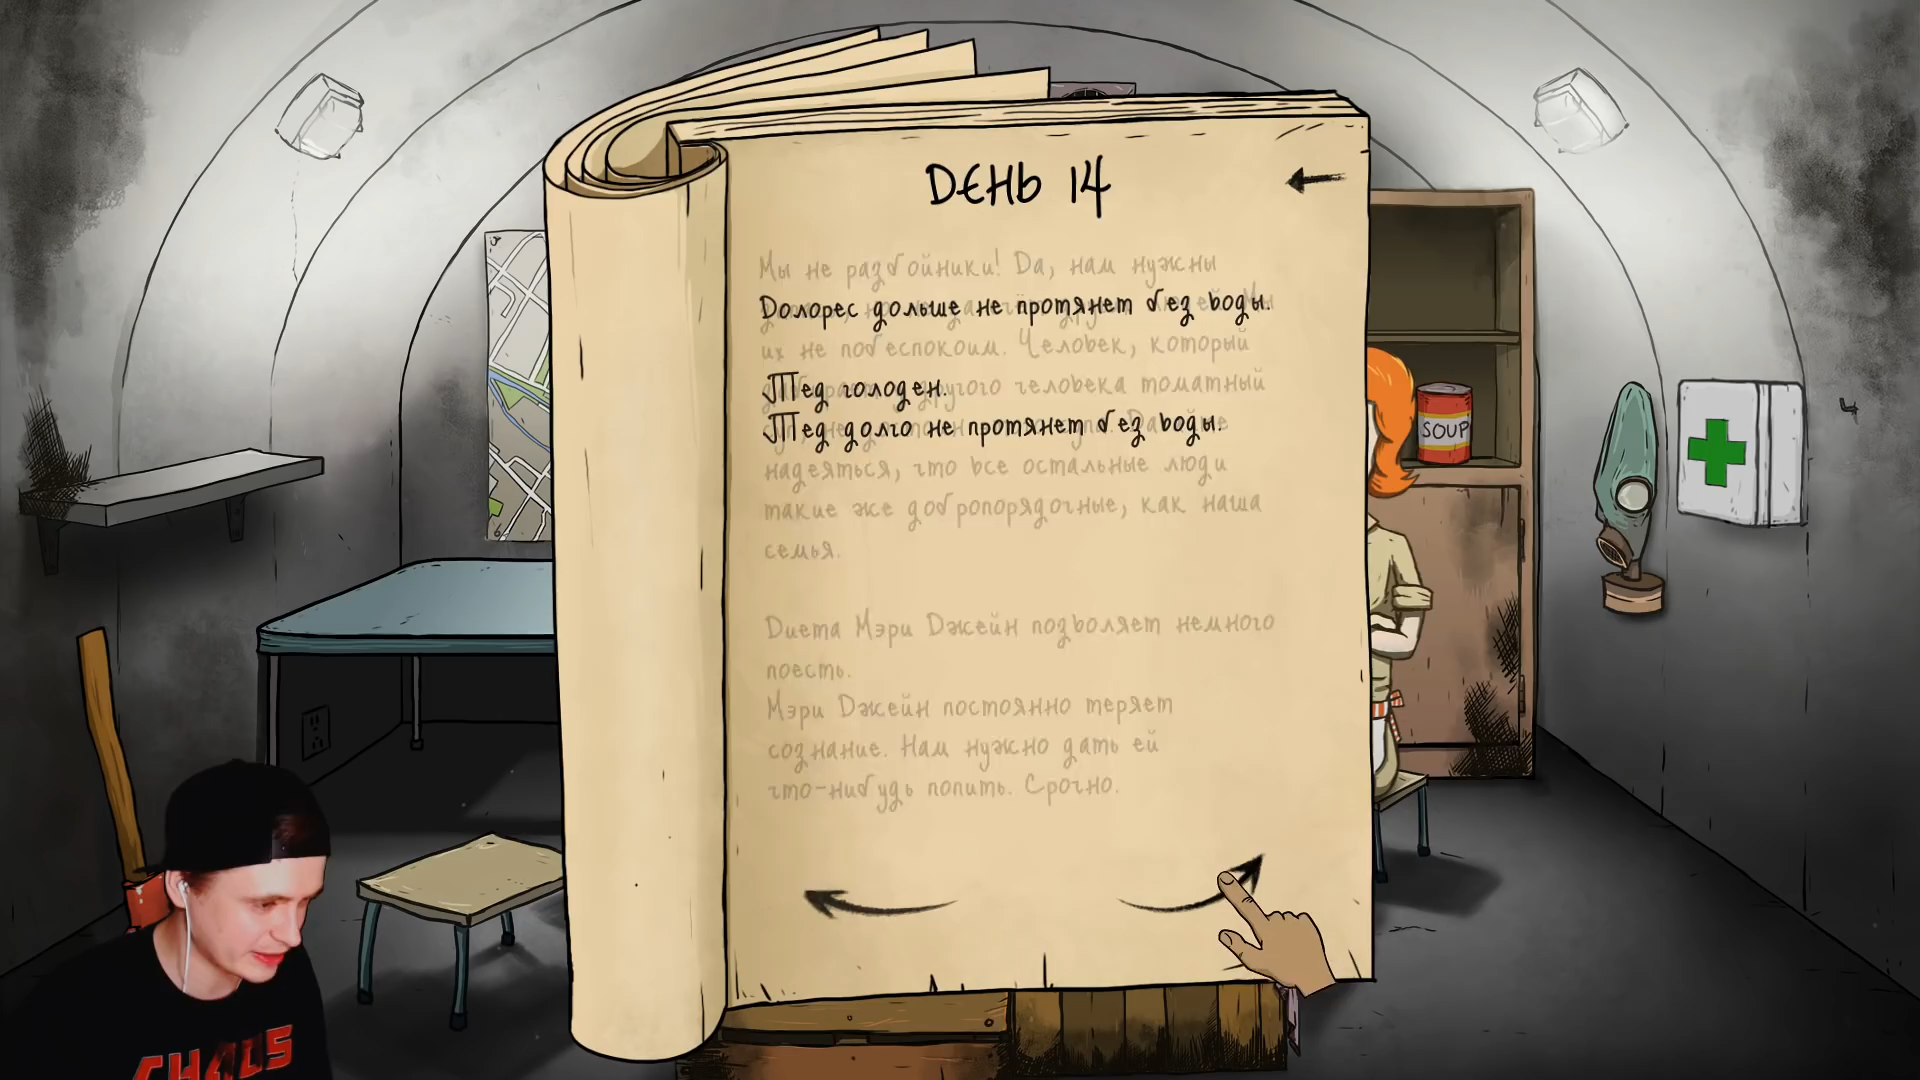 День 14
Мы не разбойники! Да, нам нужны
Долорес дольше не протянет без воды.
их не побеспокоим. Человек, который
Тед голоден.
другого человека томатный
Тед долго не протянет без воды.
надеяться, что все остальные люди
такие же добропорядочные, как наша
семья.
Диета Мэри Джейн позволяет немного
поесть.
Мэри Джейн постоянно теряет
сознание. Нам нужно дать ей
что-нибудь попить. Срочно.
SOUP
CHAOS